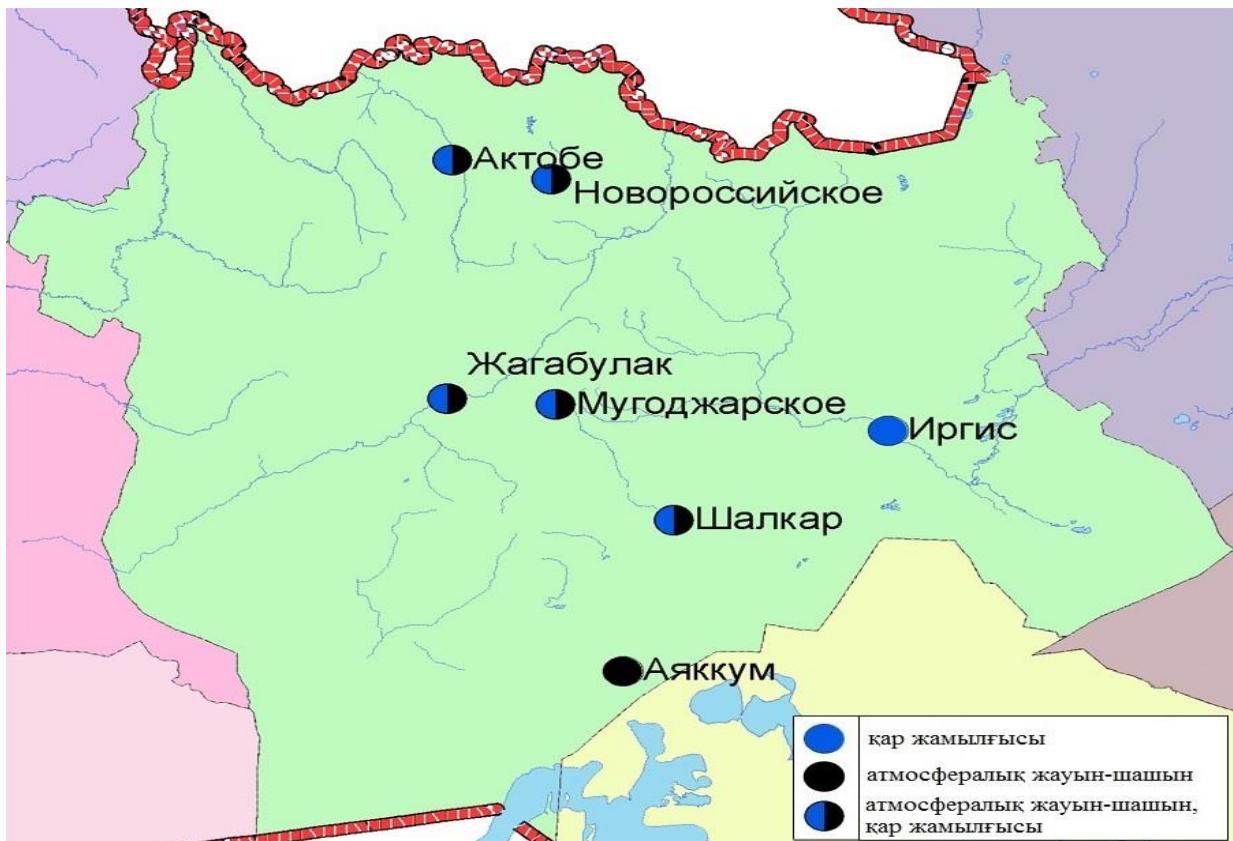 Актобе
Новороссийское
Жагабулак
Мугоджарское
Иргис
Шалкар
Аяккум
қар жамылғысы
атмосфералық жауын-шашын
атмосфералық жауын-шашын,
қар жамылғысы